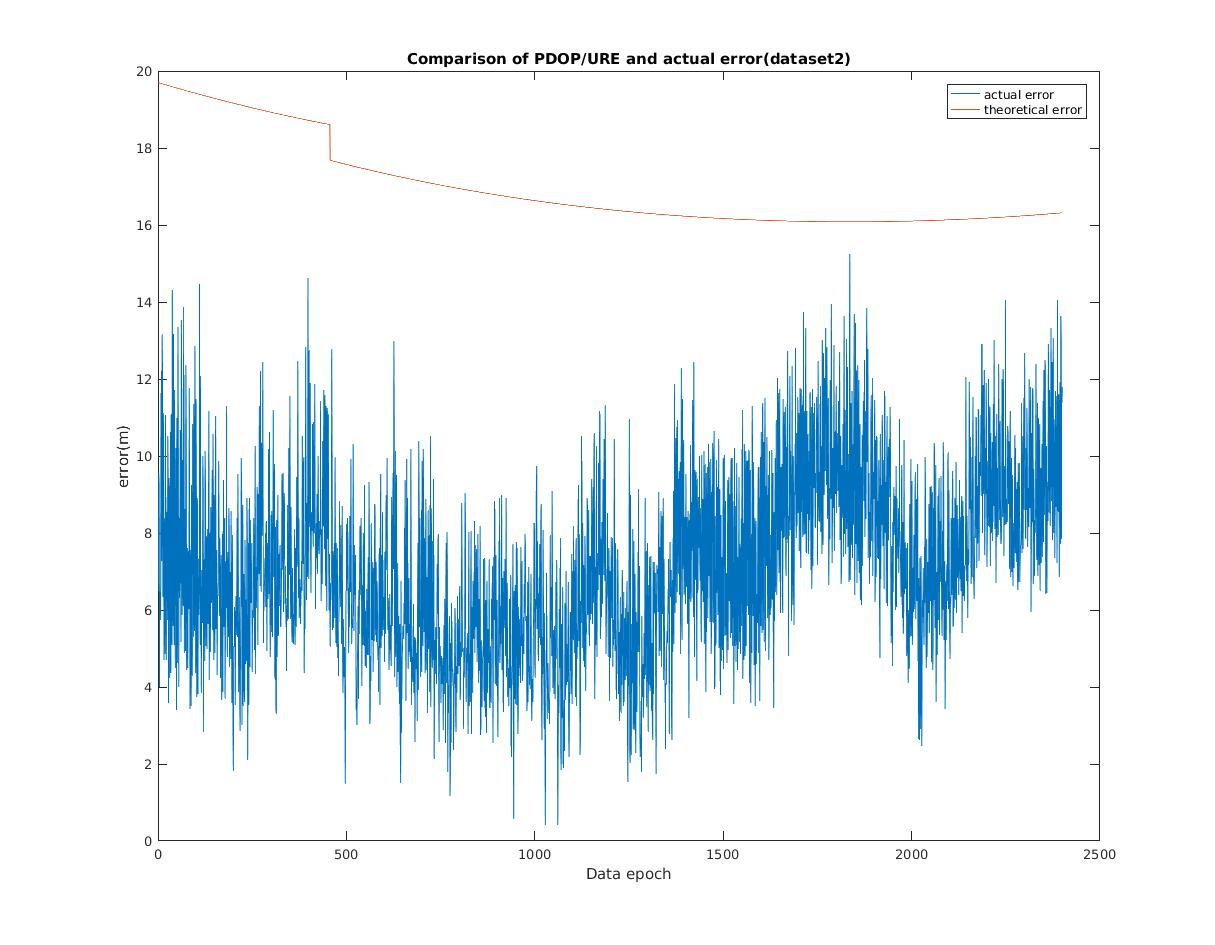 Comparison of PDOP/URE and actual error(dataset2)
actual error
theoretical error
20
18
16
14
12
10
8
6
4
2
0
error(m)
0 500 1000 1500 2000 2500
Data epoch